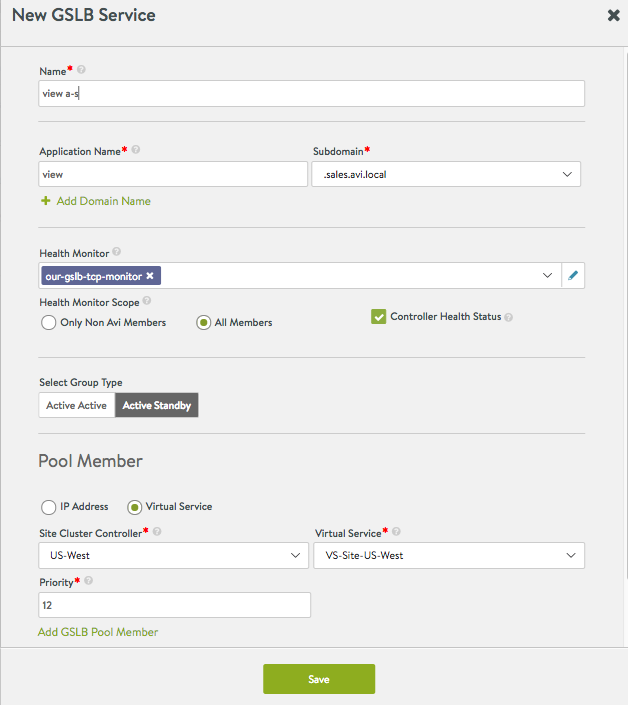 New GSLB Service ✖
Name*
view a-s
Application Name* Subdomain*
view .sales.avi.local
+ Add Domain Name
Health Monitor
our-gslb-tcp-monitor ✖
Health Monitor Scope
Only Non Avi Members All Members Controller Health Status
Select Group Type
Active Active Active Standby
Pool Member
IP Address Virtual Service
Site Cluster Controller* Virtual Service*
US-West VS-Site-US-West
Priority*
12
Add GSLB Pool Member
Save